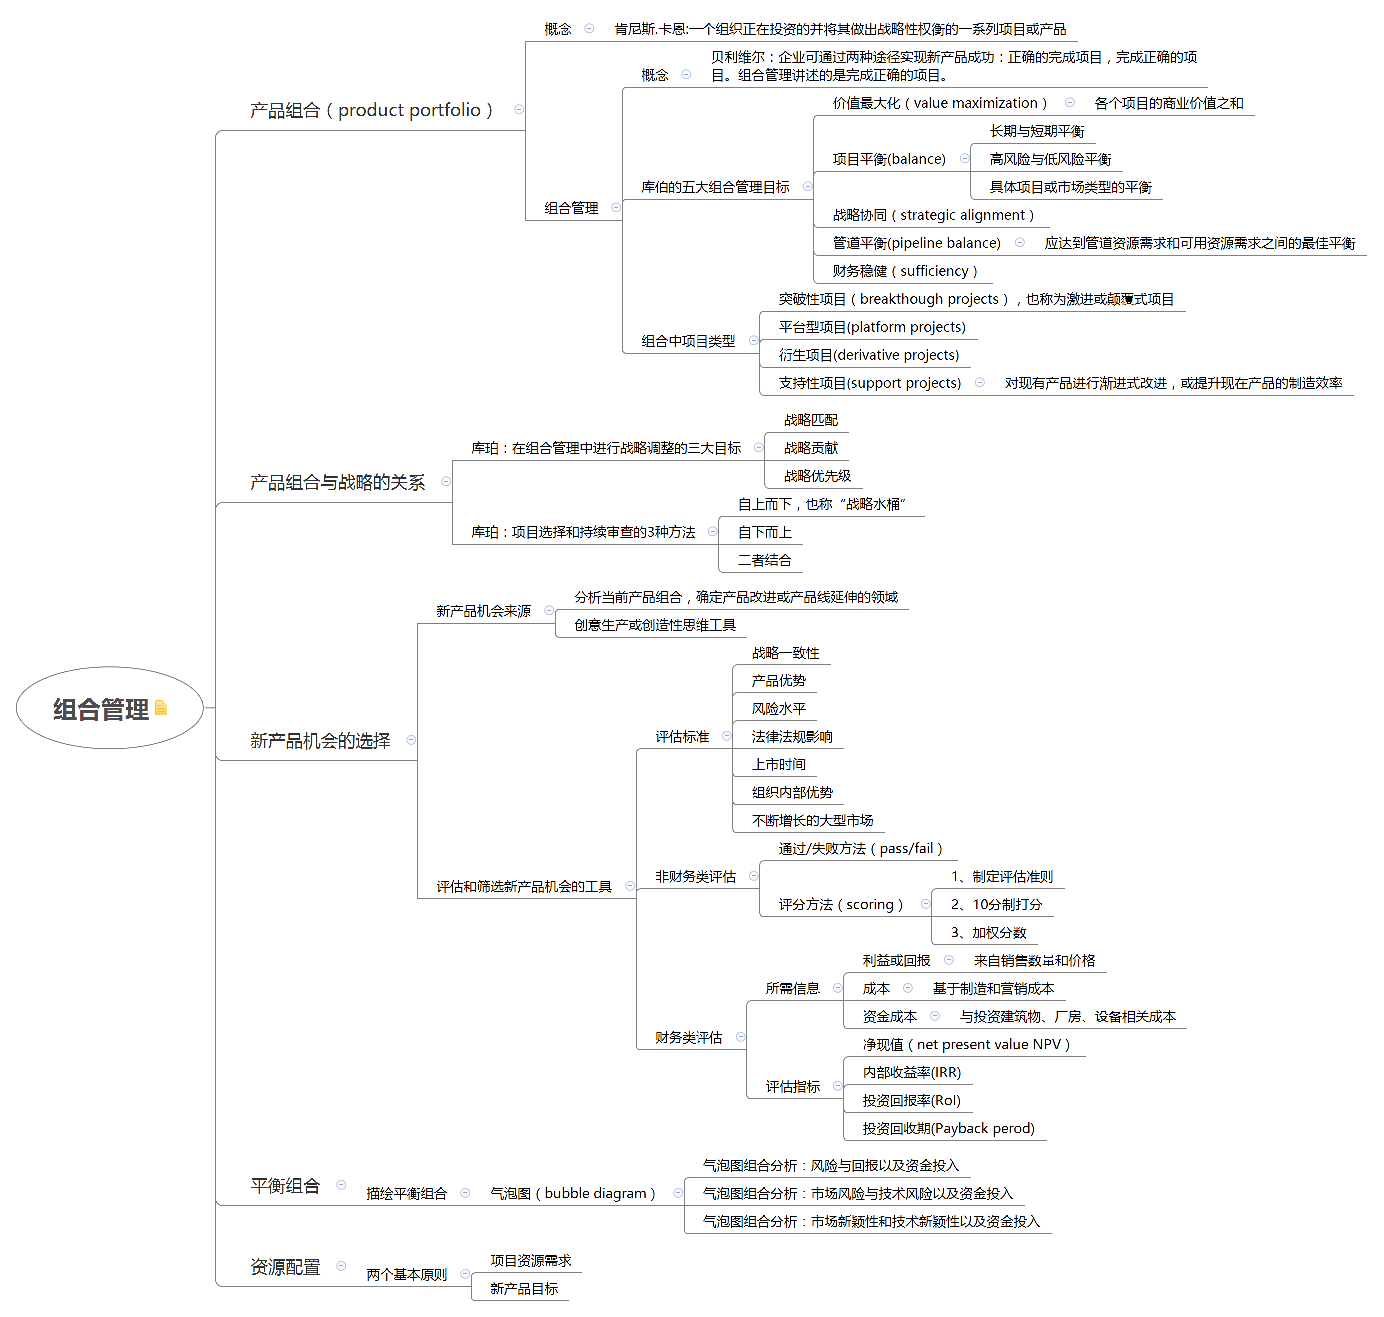 组合管理
产品组合（product portfolio）
概念
肯尼斯.卡恩:一个组织正在投资的并将其做出战略性权衡的一系列项目或产品
组合管理
概念
贝利维尔：企业可通过两种途径实现新产品成功：正确的完成项目，完成正确的项
目。组合管理讲述的是完成正确的项目。
库伯的五大组合管理目标
价值最大化（value maximization）
各个项目的商业价值之和
项目平衡(balance)
长期与短期平衡
高风险与低风险平衡
具体项目或市场类型的平衡
战略协同（strategic alignment）
管道平衡(pipeline balance)
应达到管道资源需求和可用资源需求之间的最佳平衡
财务稳健（sufficiency）
组合中项目类型
突破性项目（breakthough projects），也称为激进或颠覆式项目
平台型项目(platform projects)
衍生项目(derivative projects)
支持性项目(support projects)
对现有产品进行渐进式改进，或提升现在产品的制造效率
产品组合与战略的关系
库珀：在组合管理中进行战略调整的三大目标
战略匹配
战略贡献
战略优先级
库珀：项目选择和持续审查的3种方法
自上而下，也称“战略水桶”
自下而上
二者结合
新产品机会的选择
新产品机会来源
分析当前产品组合，确定产品改进或产品线延伸的领域
创意生产或创造性思维工具
评估和筛选新产品机会的工具
评估标准
战略一致性
产品优势
风险水平
法律法规影响
上市时间
组织内部优势
不断增长的大型市场
非财务类评估
通过/失败方法（pass/fail）
评分方法（scoring）
1、制定评估准则
2、10分制打分
3、加权分数
财务类评估
所需信息
利益或回报
来自销售数量和价格
成本
基于制造和营销成本
资金成本
与投资建筑物、厂房、设备相关成本
评估指标
净现值（net present value NPV）
内部收益率(IRR)
投资回报率(RoI)
投资回收期(Payback perod)
平衡组合
描绘平衡组合
气泡图（bubble diagram）
气泡图组合分析：风险与回报以及资金投入
气泡图组合分析：市场风险与技术风险以及资金投入
气泡图组合分析：市场新颖性和技术新颖性以及资金投入
资源配置
两个基本原则
项目资源需求
新产品目标